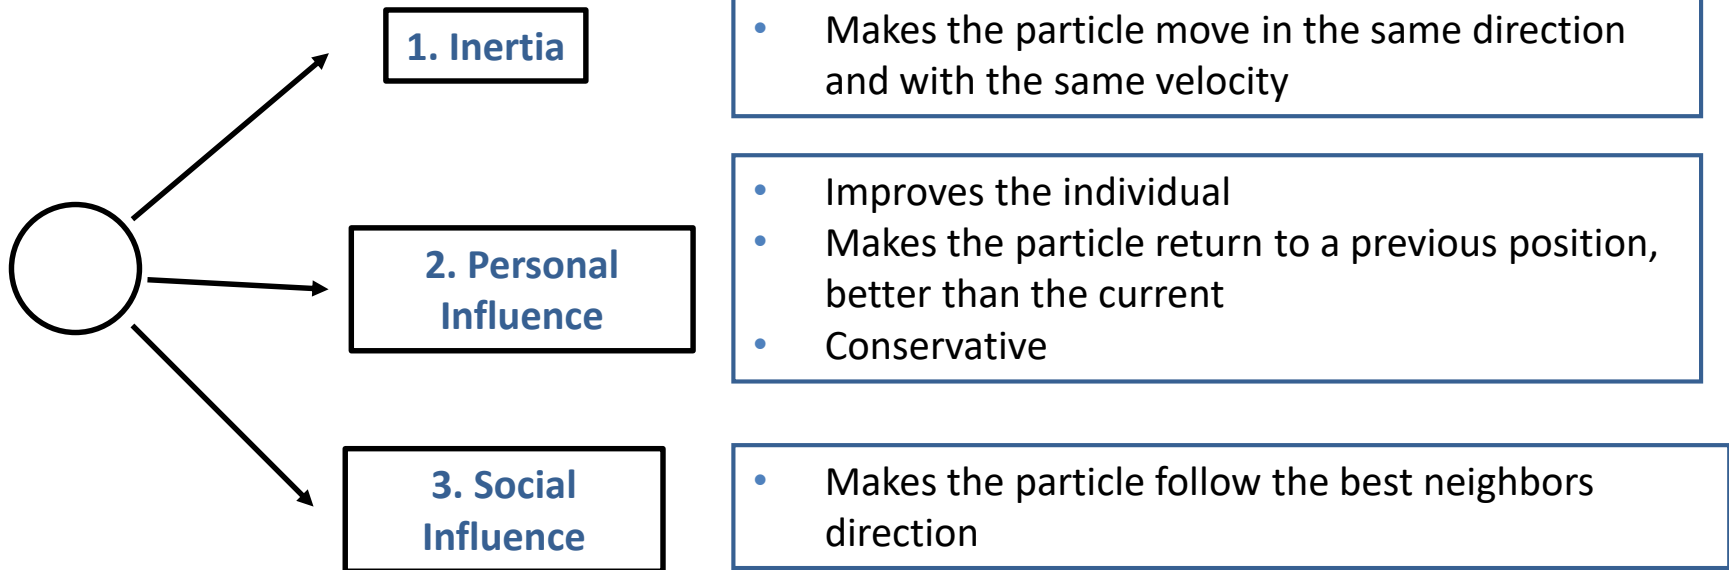 1. Inertia
• Makes the particle move in the same direction
and with the same velocity
2. Personal
Influence
• Improves the individual
• Makes the particle return to a previous position,
better than the current
• Conservative
3. Social
Influence
• Makes the particle follow the best neighbors
direction